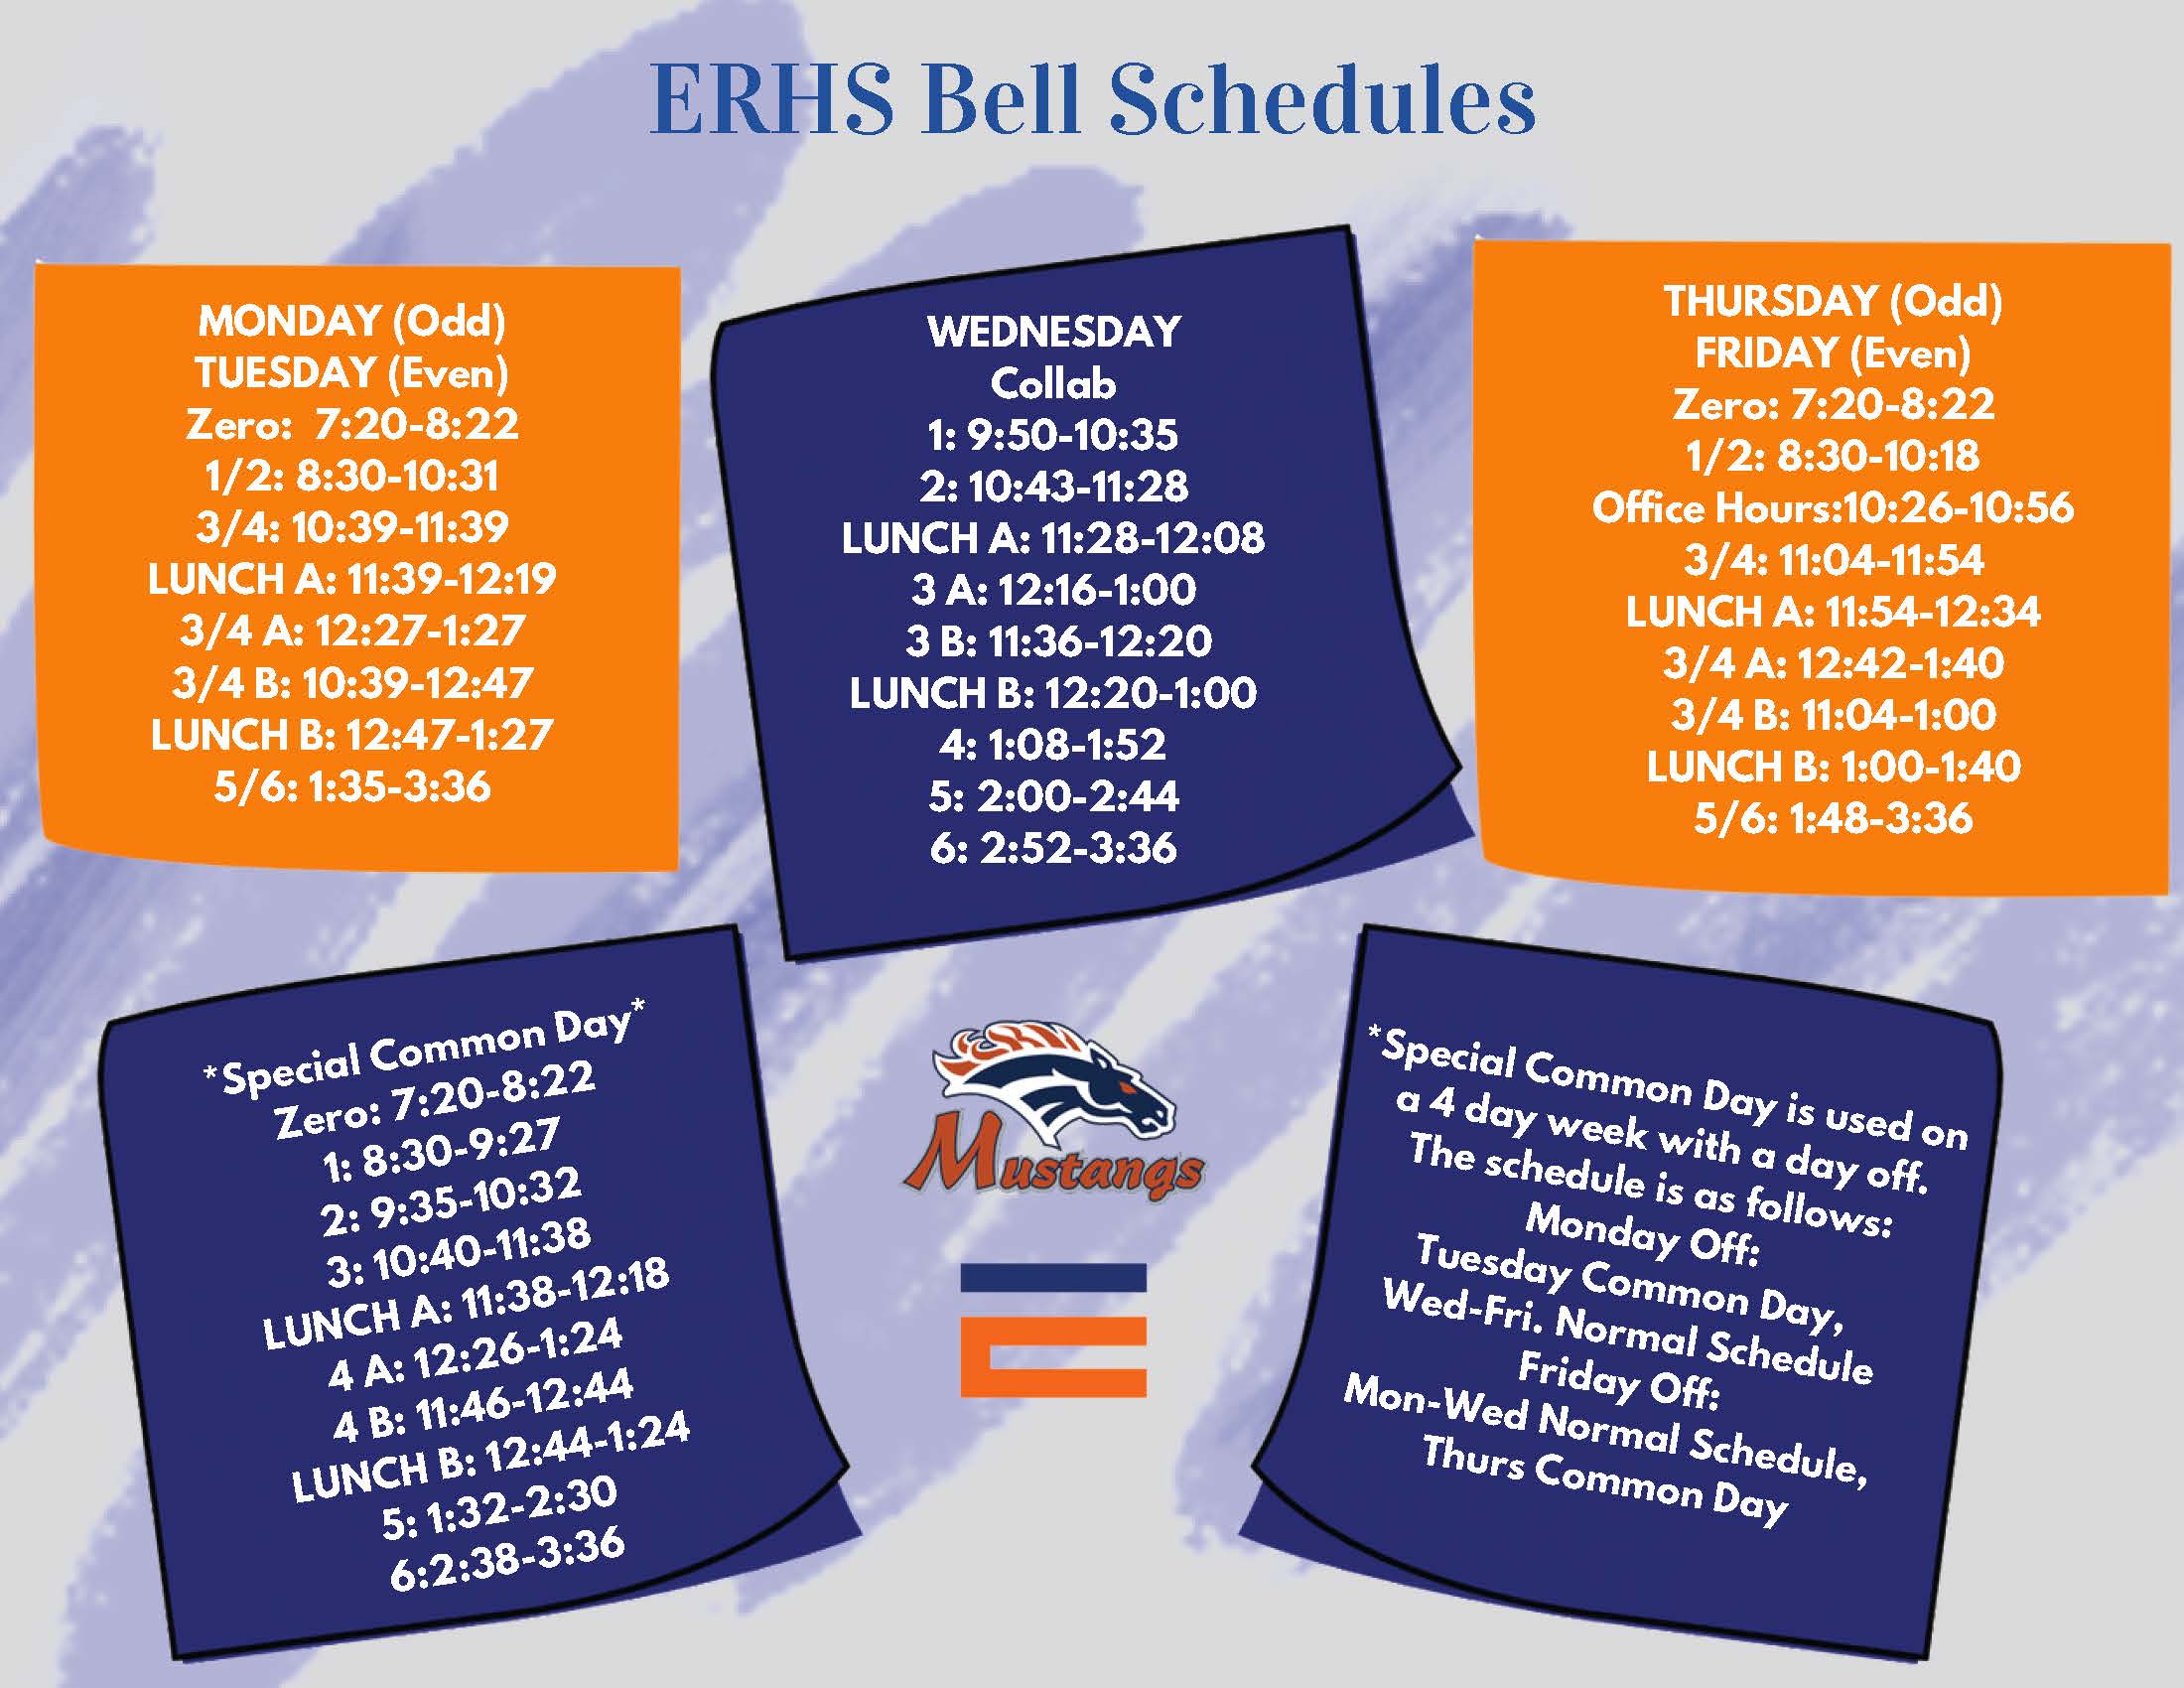 ERHS Bell Schedules
MONDAY (Odd)
TUESDAY (Even)
Zero: 7:20-8:22
1/2: 8:30-10:31
3/4: 10:39-11:39
LUNCH A: 11:39-12:19
3/4 A: 12:27-1:27
3/4 B: 10:39-12:47
LUNCH B: 12:47-1:27
5/6: 1:35-3:36
WEDNESDAY
Collab
1: 9:50-10:35
2: 10:43-11:28
LUNCH A: 11:28-12:08
3 A: 12:16-1:00
3 B: 11:36-12:20
LUNCH B: 12:20-1:00
4: 1:08-1:52
5: 2:00-2:44
6: 2:52-3:36
THURSDAY (Odd)
FRIDAY (Even)
Zero: 7:20-8:22
1/2: 8:30-10:18
Office Hours:10:26-10:56
3/4: 11:04-11:54
LUNCH A: 11:54-12:34
3/4 A: 12:42-1:40
3/4 B: 11:04-1:00
LUNCH B: 1:00-1:40
5/6: 1:48-3:36
*Special Common Day*
Zero: 7:20-8:22
1: 8:30-9:27
2: 9:35-10:32
3: 10:40-11:38
LUNCH A: 11:38-12:18
4 A: 12:26-1:24
4 B: 11:46-12:44
LUNCH B: 12:44-1:24
5: 1:32-2:30
6:2:38-3:36
Mustangs
E
*Special Common Day is used on
a 4 day week with a day off.
The schedule is as follows:
Monday Off:
Tuesday Common Day,
Wed-Fri. Normal Schedule
Friday Off:
Mon-Wed Normal Schedule,
Thurs Common Day